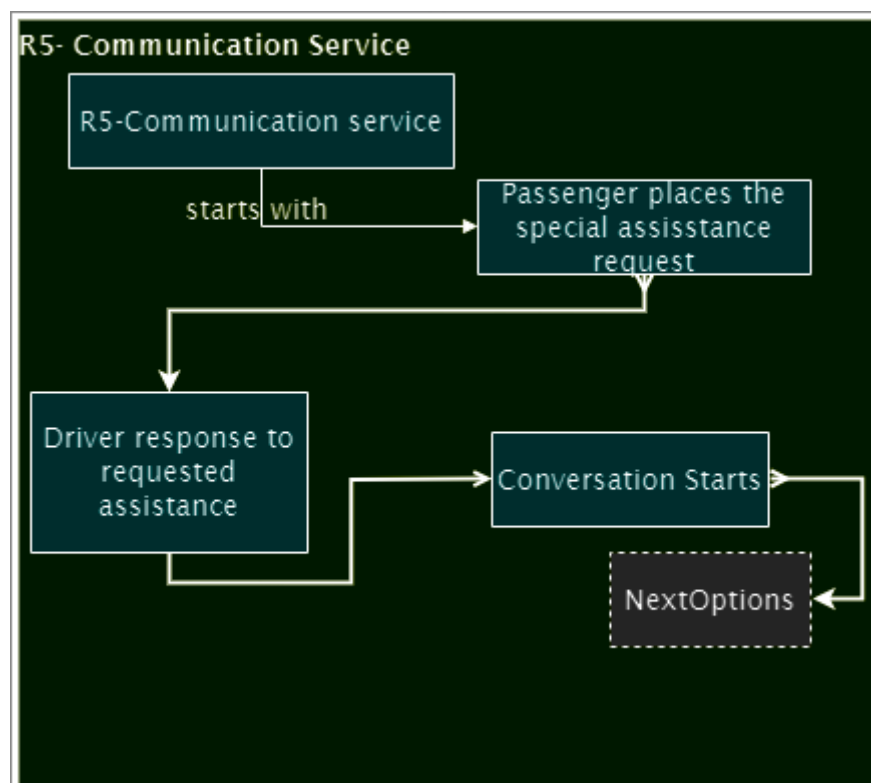 R5- Communication Service
R5-Communication service
starts with
Passenger places the
special assisstance
request
Driver response to
requested
assistance
Conversation Starts
NextOptions